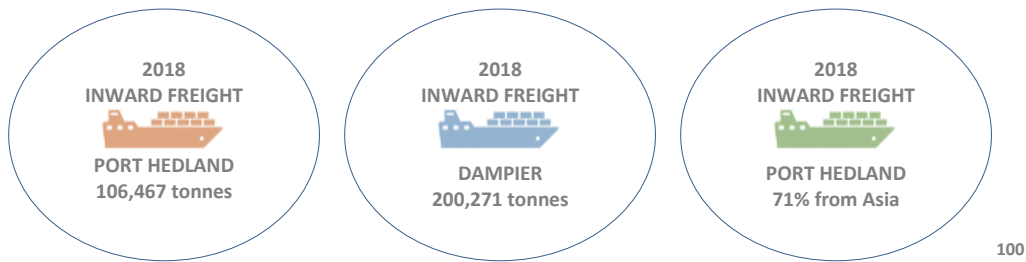 2018
INWARD FREIGHT
PORT HEDLAND
106,467 tonnes
2018
INWARD FREIGHT
DAMPIER
200,271 tonnes
2018
INWARD FREIGHT
PORT HEDLAND
71% from Asia
100